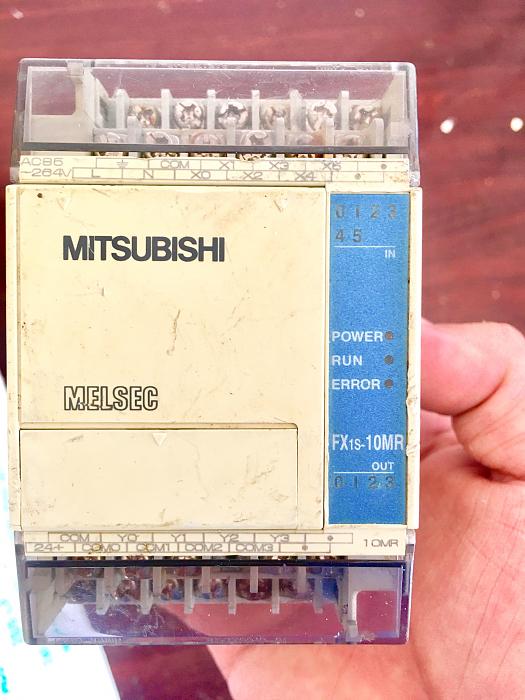 AC85 COM X1 X3 X5
~264V L N X0 X2 X4
MITSUBISHI
0 1 2 3
4 5
IN
POWER
RUN
ERROR
MELSEC
FX1S-10MR
OUT
0 1 2 3
COM Y0 Y1 Y2 Y3
24+ COM0 COM1 COM2 COM3 10MR